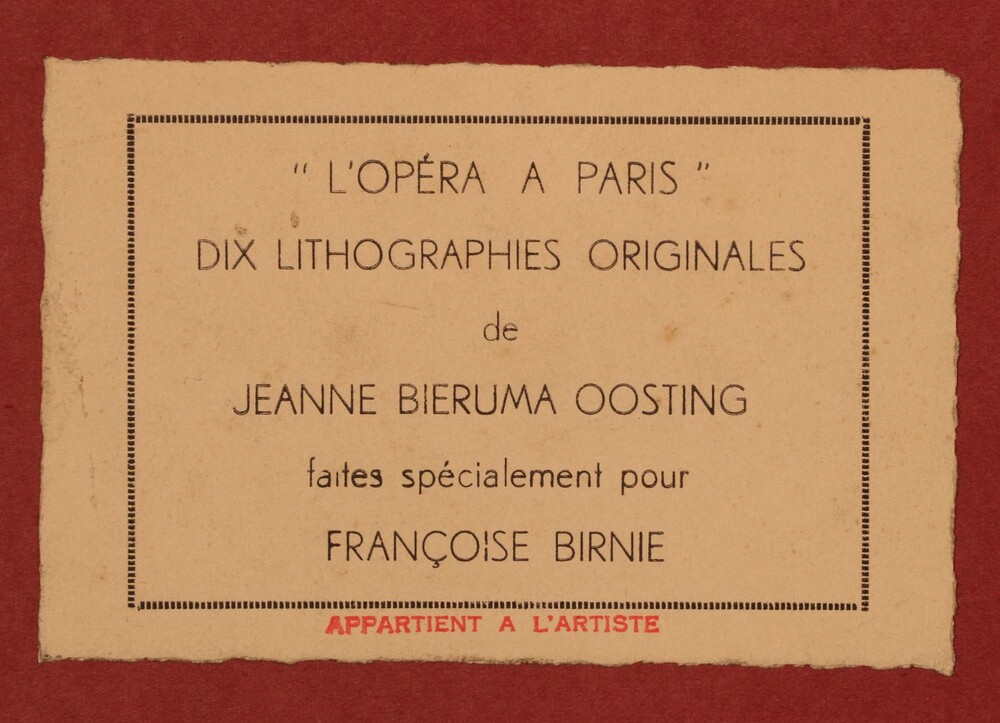 " L'OPÉRA A PARIS "
DIX LITHOGRAPHIES ORIGINALES
de
JEANNE BIERUMA OOSTING
faites spécialement pour
FRANÇOISE BIRNIE
APPARTIENT A L'ARTISTE